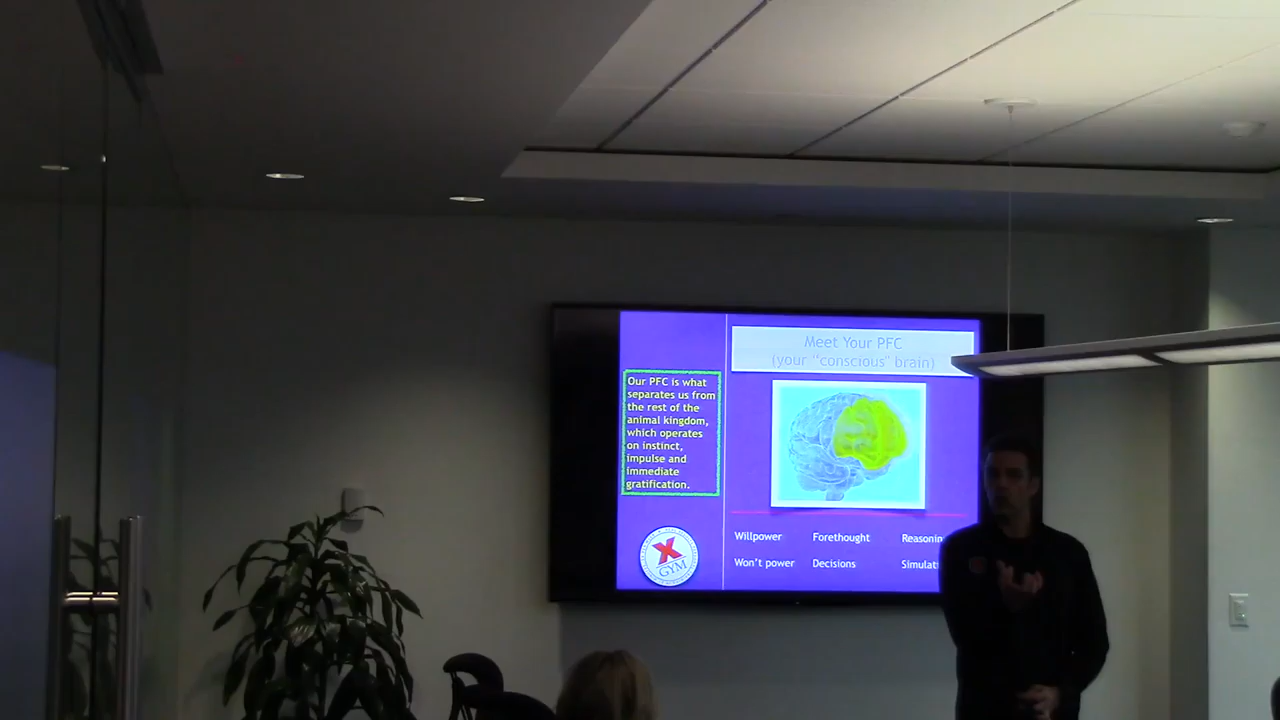 Meet Your PFC
(your "conscious" brain)
Our PFC is what
separates us from
the rest of the
animal kingdom,
which operates
on instinct,
impulse and
immediate
gratification.
Willpower Forethought
Won't power Decisions
X
GYM